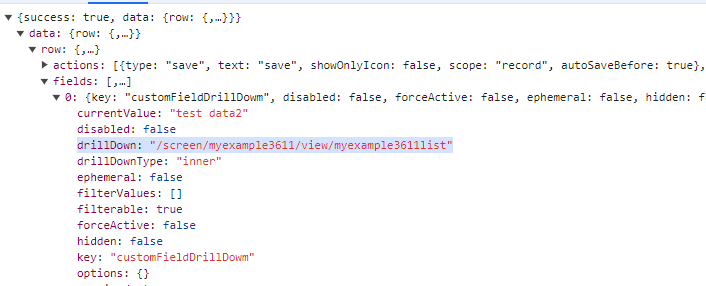 {success: true, data: {row: {,…}}}
data: {row: {,…}}
row: {,…}
actions: [{type: "save", text: "save", showOnlyIcon: false, scope: "record", autoSaveBefore: true},
fields: [,…]
0: {key: "customFieldDrillDowm", disabled: false, forceActive: false, ephemeral: false, hidden: f
currentValue: "test data2"
disabled: false
drillDown: "/screen/myexample3611/view/myexample3611list"
drillDownType: "inner"
ephemeral: false
filterValues: []
filterable: true
forceActive: false
hidden: false
key: "customFieldDrillDowm"
options: {}